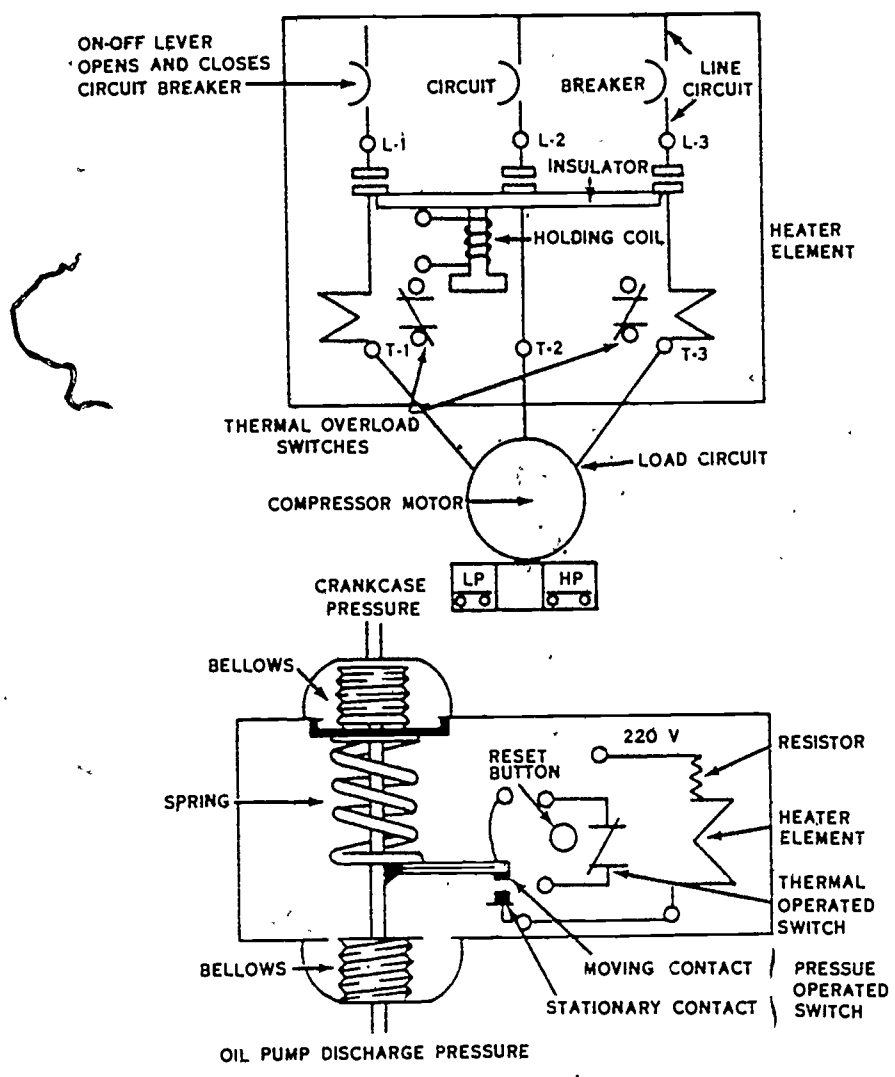 ON-OFF LEVER
OPENS AND CLOSES
CIRCUIT BREAKER
CIRCUIT
BREAKER
LINE
CIRCUIT
L-1
L-2
L-3
INSULATOR
HOLDING COIL
HEATER
ELEMENT
T-1
T-2
T-3
THERMAL OVERLOAD
SWITCHES
LOAD CIRCUIT
COMPRESSOR MOTOR
LP
HP
CRANKCASE
PRESSURE
BELLOWS
220 V
RESISTOR
RESET
BUTTON
SPRING
HEATER
ELEMENT
THERMAL
OPERATED
SWITCH
BELLOWS
MOVING CONTACT
STATIONARY CONTACT
PRESSUE
OPERATED
SWITCH
OIL PUMP DISCHARGE PRESSURE